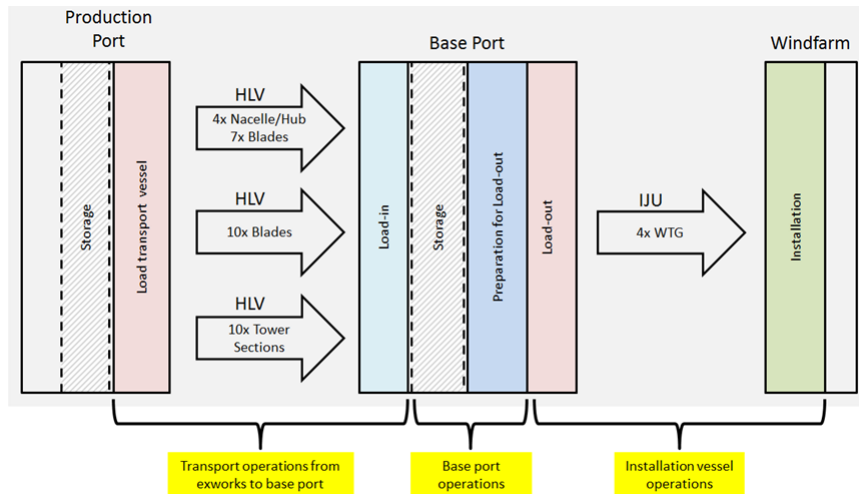 Production
Port
Base Port
Windfarm
Storage
Load transport vessel
HLV
4x Nacelle/Hub
7x Blades
HLV
10x Blades
HLV
10x Tower
Sections
Load-in
Storage
Preparation for Load-out
Load-out
IJU
4x WTG
Installation
Transport operations from
exworks to base port
Base port
operations
Installation vessel
operations